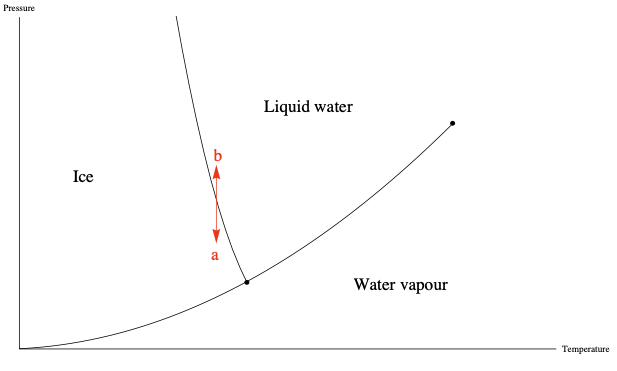 Pressure
Liquid water
b
Ice
a
Water vapour
Temperature